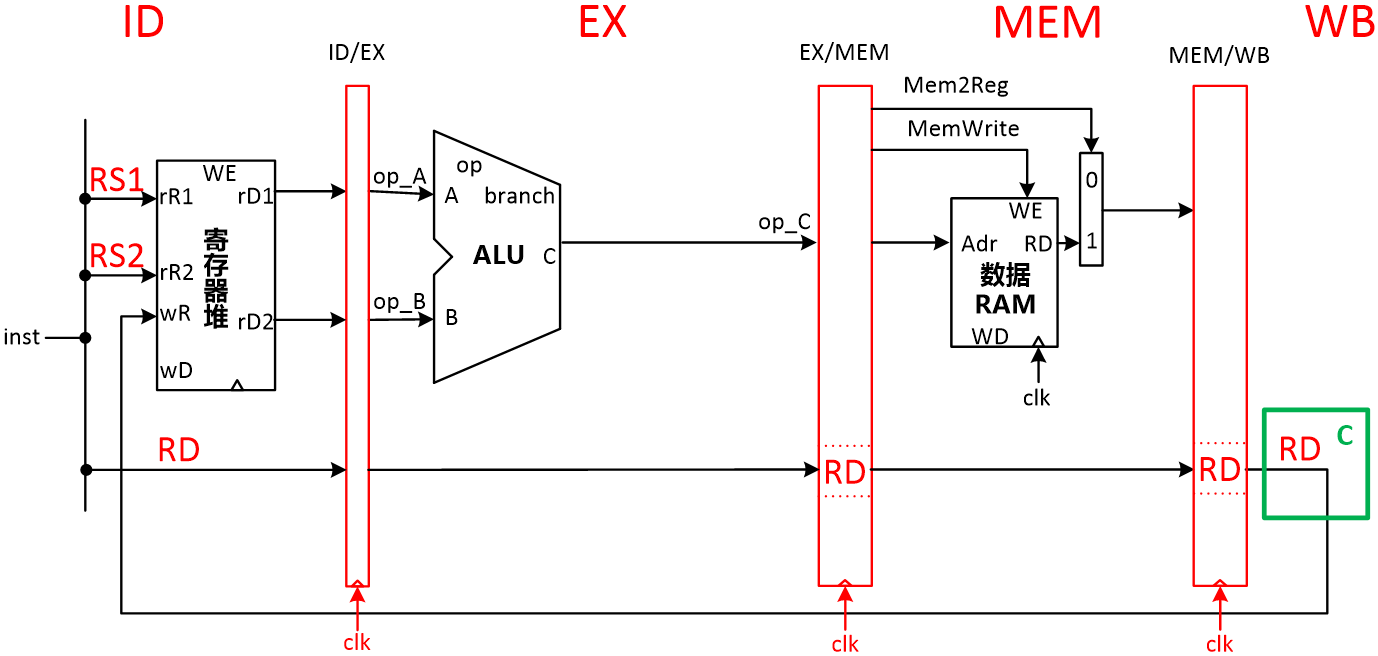 ID
EX
MEM
WB
ID/EX
EX/MEM
MEM/WB
Mem2Reg
MemWrite
RS1
RS2
WE
rR1
rD1
寄存器堆
rR2
wR
rD2
wD
inst
op_A
op_B
op
A
branch
ALU
C
B
op_C
WE
Adr
RD
数据
RAM
WD
clk
0
1
RD
RD
RD
RD
C
clk
clk
clk